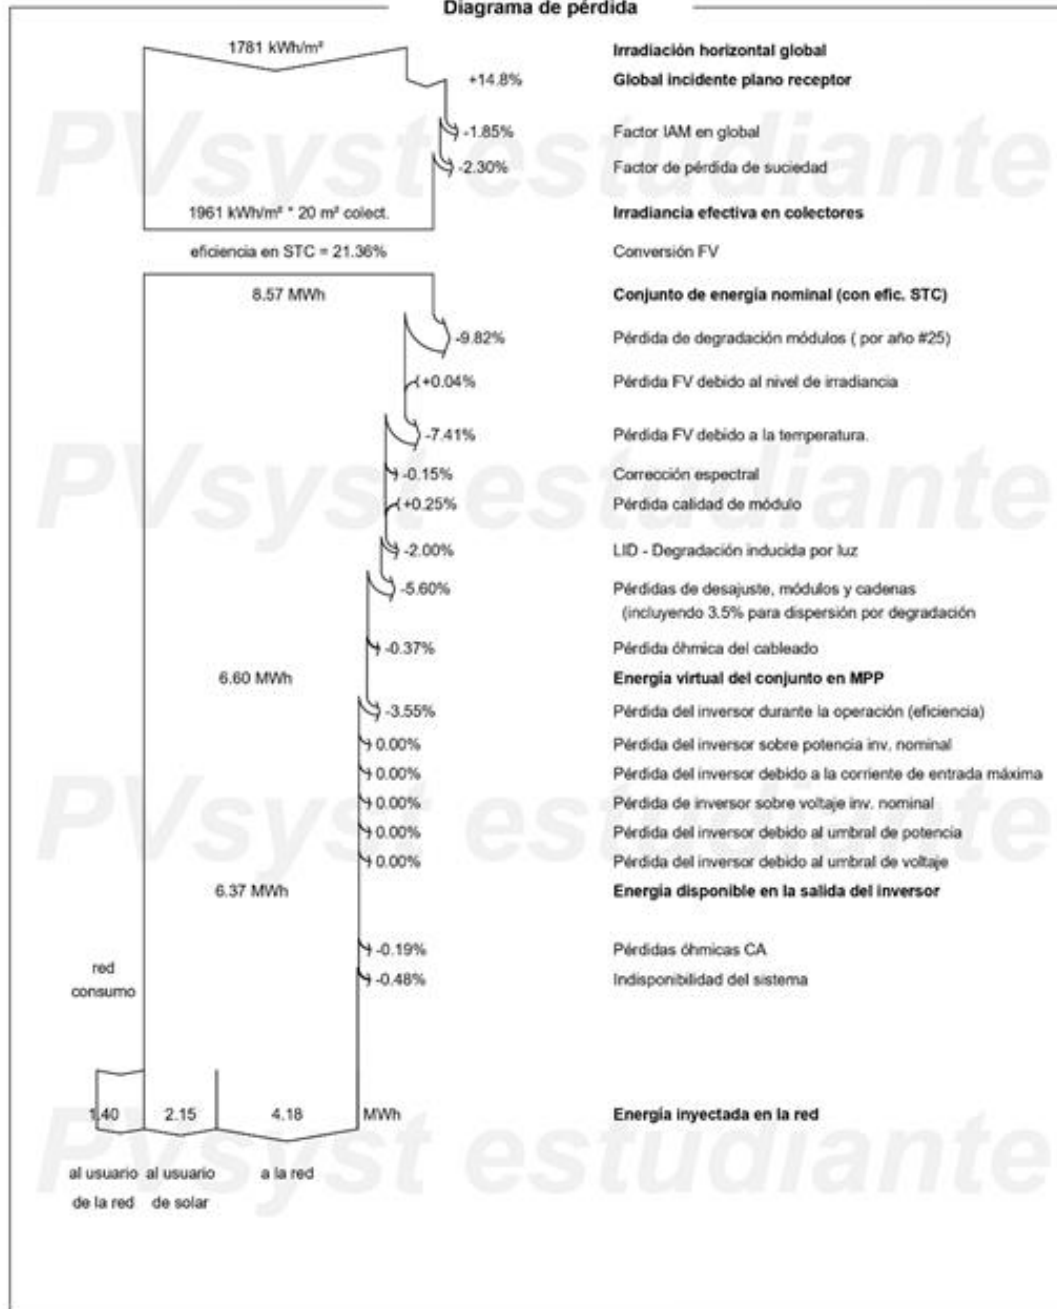 Diagrama de pérdida
1781 kWh/m² Irradiación horizontal global
+14.8% Global incidente plano receptor
-1.85% Factor IAM en global
-2.30% Factor de pérdida de suciedad
1961 kWh/m² * 20 m² colect. Irradiancia efectiva en colectores
eficiencia en STC = 21.36% Conversión FV
8.57 MWh Conjunto de energía nominal (con efic. STC)
-9.82% Pérdida de degradación módulos ( por año #25)
+0.04% Pérdida FV debido al nivel de irradiancia
-7.41% Pérdida FV debido a la temperatura.
-0.15% Corrección espectral
+0.25% Pérdida calidad de módulo
-2.00% LID - Degradación inducida por luz
-5.60% Pérdidas de desajuste, módulos y cadenas
(incluyendo 3.5% para dispersión por degradación
-0.37% Pérdida óhmica del cableado
6.60 MWh Energía virtual del conjunto en MPP
-3.55% Pérdida del inversor durante la operación (eficiencia)
0.00% Pérdida del inversor sobre potencia inv. nominal
0.00% Pérdida del inversor debido a la corriente de entrada máxima
0.00% Pérdida de inversor sobre voltaje inv. nominal
0.00% Pérdida del inversor debido al umbral de potencia
0.00% Pérdida del inversor debido al umbral de voltaje
6.37 MWh Energía disponible en la salida del inversor
-0.19% Pérdidas óhmicas CA
red
-0.48% Indisponibilidad del sistema
consumo
1.40 2.15 4.18 MWh Energía inyectada en la red
al usuario al usuario a la red
de la red de solar
PVsyst estudiante
PVsyst estudiante
PVsyst estudiante
PVsyst estudiante